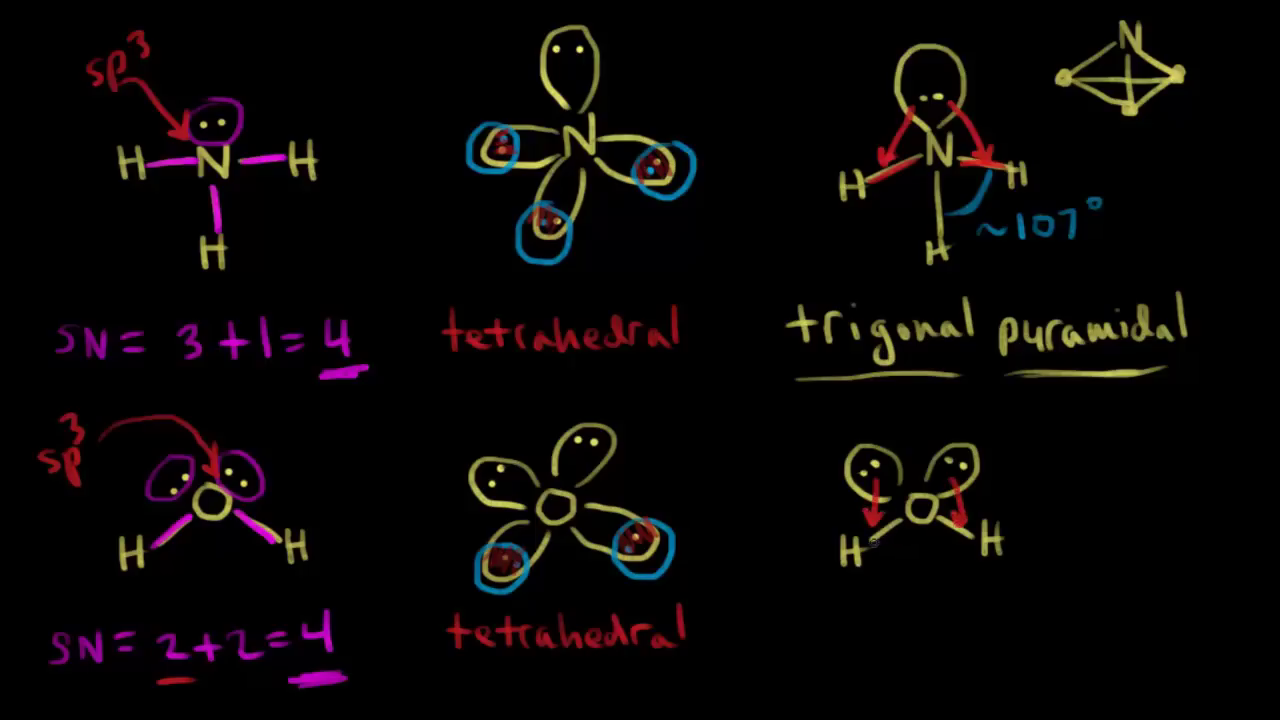 sp³
N
H N H
N
N
H H
H
H
~107°
SN = 3+1 = 4
tetrahedral
trigonal pyramidal
sp³
O
H H
O
O
H H
SN = 2+2 = 4
tetrahedral